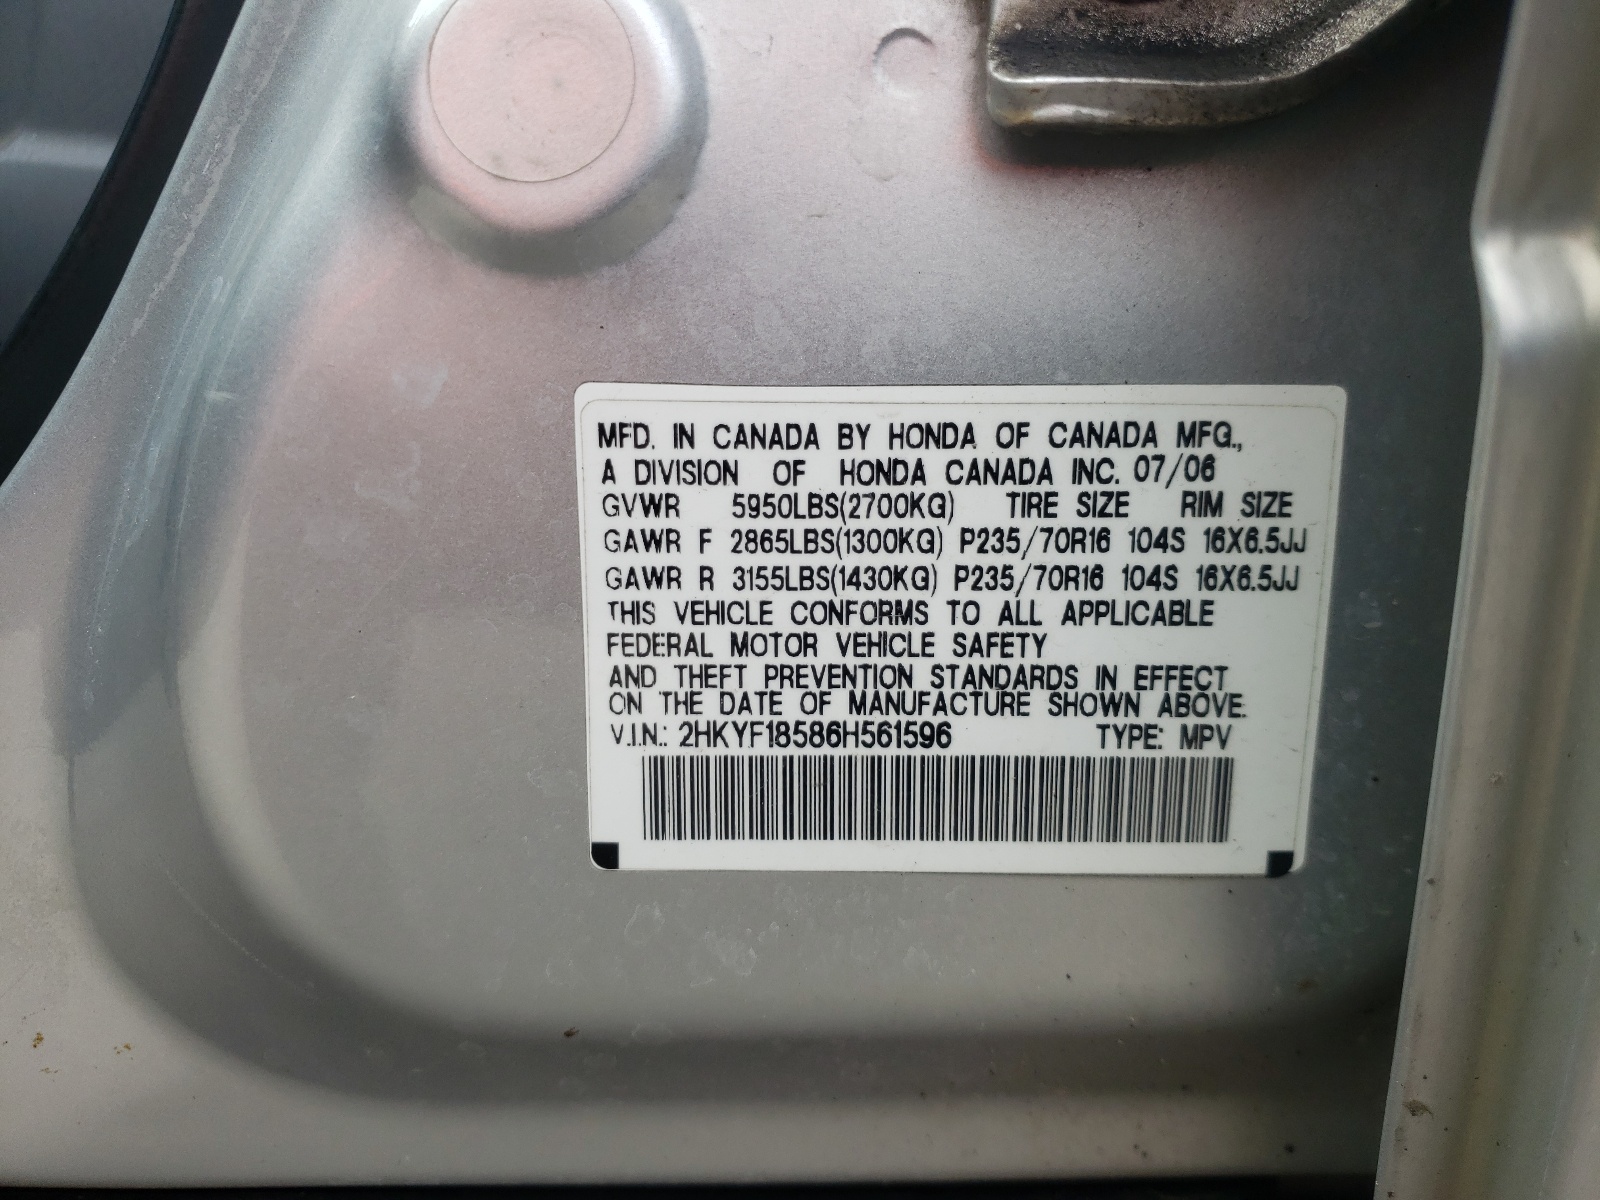 MFD. IN CANADA BY HONDA OF CANADA MFG.,
A DIVISION OF HONDA CANADA INC. 07/06
GVWR 5950LBS(2700KG) TIRE SIZE RIM SIZE
GAWR F 2865LBS(1300KG) P235/70R16 104S 16X6.5JJ
GAWR R 3155LBS(1430KG) P235/70R16 104S 16X6.5JJ
THIS VEHICLE CONFORMS TO ALL APPLICABLE
FEDERAL MOTOR VEHICLE SAFETY
AND THEFT PREVENTION STANDARDS IN EFFECT
ON THE DATE OF MANUFACTURE SHOWN ABOVE.
V.I.N.: 2HKYF18586H561596 TYPE: MPV